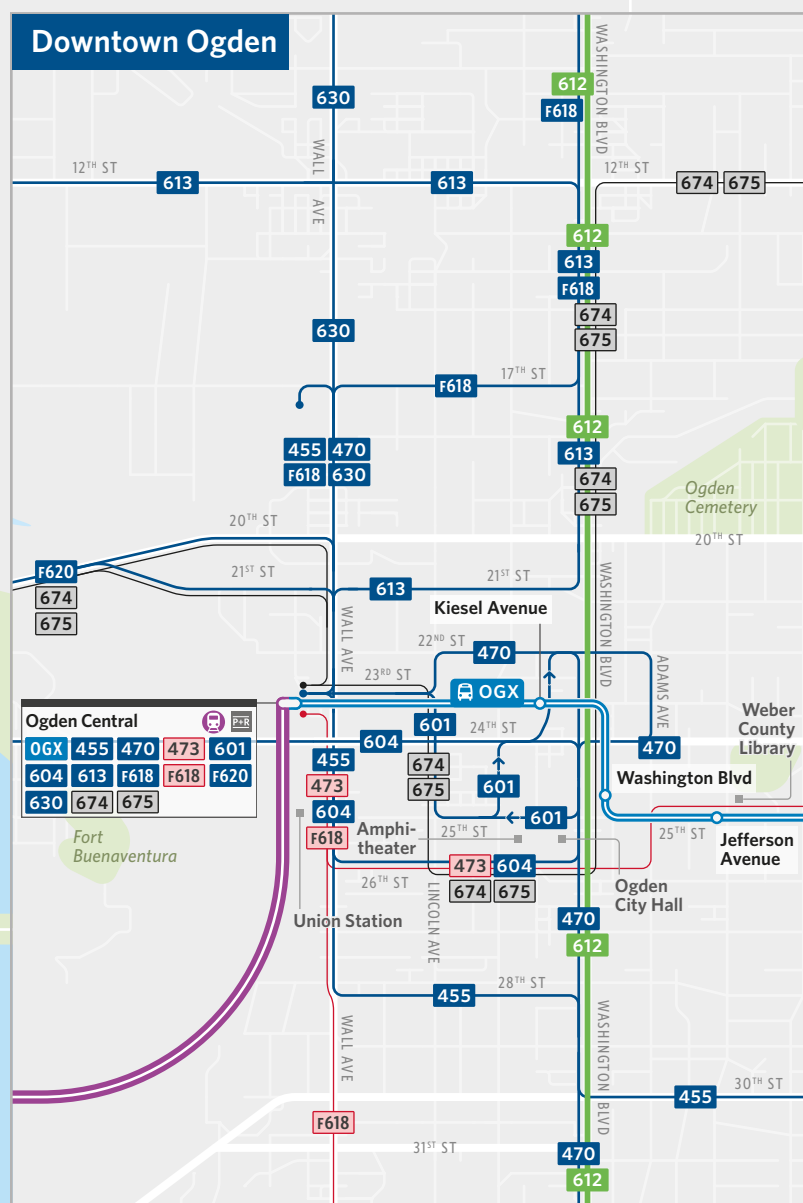 Downtown Ogden
WASHINGTON BLVD
612
F618
630
WALL AVE
12TH ST
613
613
12TH ST
674 675
612
613
F618
674
675
630
17TH ST
F618
612
613
674
675
455 470
F618 630
Ogden
Cemetery
20TH ST
20TH ST
F620
674
675
21ST ST
613
21ST ST
WASHINGTON BLVD
WALL AVE
Kiesel Avenue
22ND ST
470
ADAMS AVE
23RD ST
OGX
Ogden Central
P+R
OGX 455 470 473 601
604 613 F618 F618 F620
630 674 675
601
24TH ST
604
470
Weber
County
Library
455
473
604
F618
674
675
601
Washington Blvd
601
Amphi-
theater
25TH ST
25TH ST
Jefferson
Avenue
Fort
Buenaventura
473 604
674 675
26TH ST
Ogden
City Hall
Union Station
LINCOLN AVE
470
612
28TH ST
455
WALL AVE
WASHINGTON BLVD
30TH ST
455
F618
31ST ST
470
612